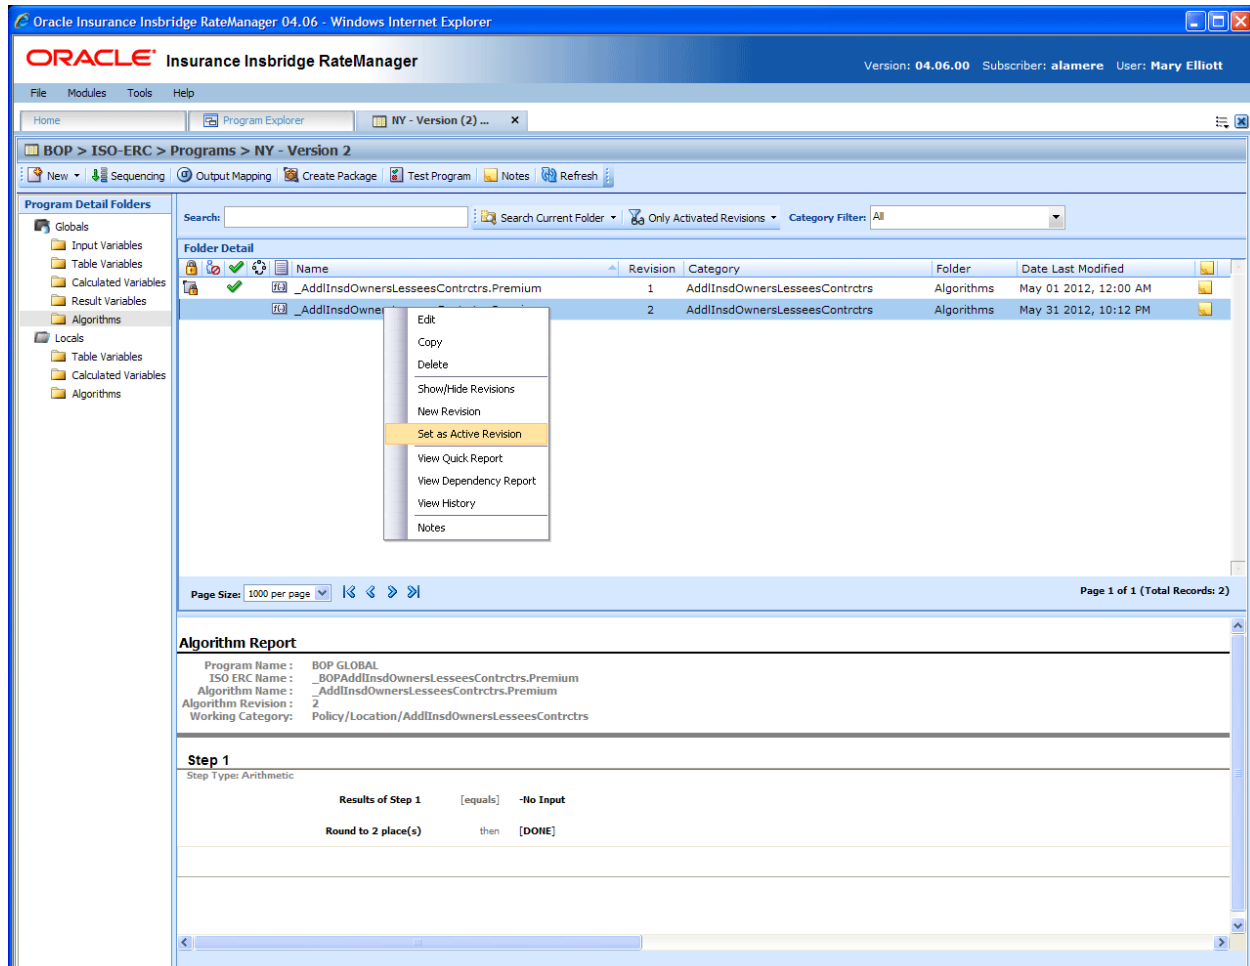 Oracle Insurance Insbridge RateManager 04.06 - Windows Internet Explorer
ORACLE Insurance Insbridge RateManager
Version: 04.06.00 Subscriber: alamere User: Mary Elliott
File Modules Tools Help
Home Program Explorer NY - Version (2) ... X
BOP > ISO-ERC > Programs > NY - Version 2
New Sequencing Output Mapping Create Package Test Program Notes Refresh
Program Detail Folders
Globals
Input Variables
Table Variables
Calculated Variables
Result Variables
Algorithms
Locals
Table Variables
Calculated Variables
Algorithms
Search: Search Current Folder Only Activated Revisions Category Filter: All
Folder Detail
Name Revision Category Folder Date Last Modified
_AddlInsdOwnersLesseesContrctrs.Premium 1 AddlInsdOwnersLesseesContrctrs Algorithms May 01 2012, 12:00 AM
2 AddlInsdOwnersLesseesContrctrs Algorithms May 31 2012, 10:12 PM
Edit
Copy
Delete
Show/Hide Revisions
New Revision
Set as Active Revision
View Quick Report
View Dependency Report
View History
Notes
Page Size: 1000 per page Page 1 of 1 (Total Records: 2)
Algorithm Report
Program Name : BOP GLOBAL
ISO ERC Name : _BOPAddlInsdOwnersLesseesContrctrs.Premium
Algorithm Name : _AddlInsdOwnersLesseesContrctrs.Premium
Algorithm Revision : 2
Working Category: Policy/Location/AddlInsdOwnersLesseesContrctrs
Step 1
Step Type: Arithmetic
Results of Step 1 [equals] -No Input
Round to 2 place(s) then [DONE]